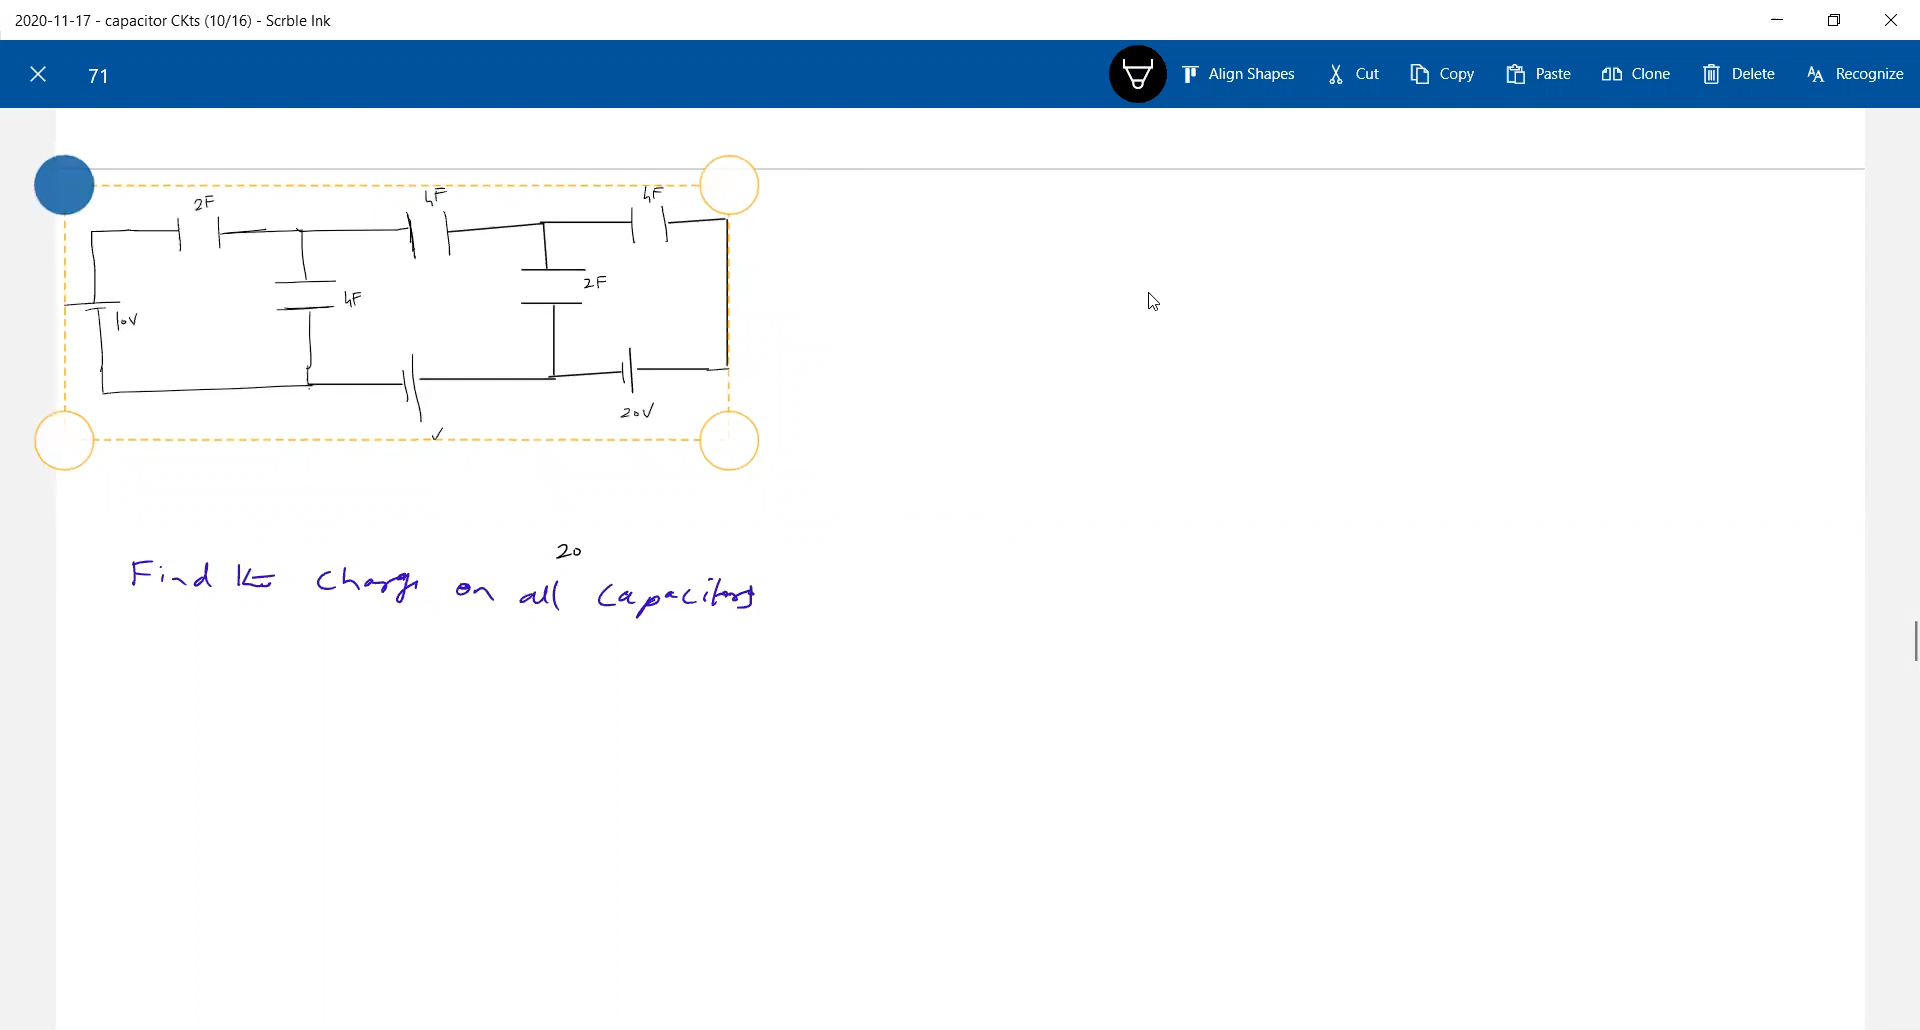 2020-11-17 - capacitor CKts (10/16) - Scrble Ink
71
Align Shapes
Cut
Copy
Paste
Clone
Delete
Recognize
2F
4F
4F
10V
4F
2F
V
20V
20
Find the charge on all capacitors